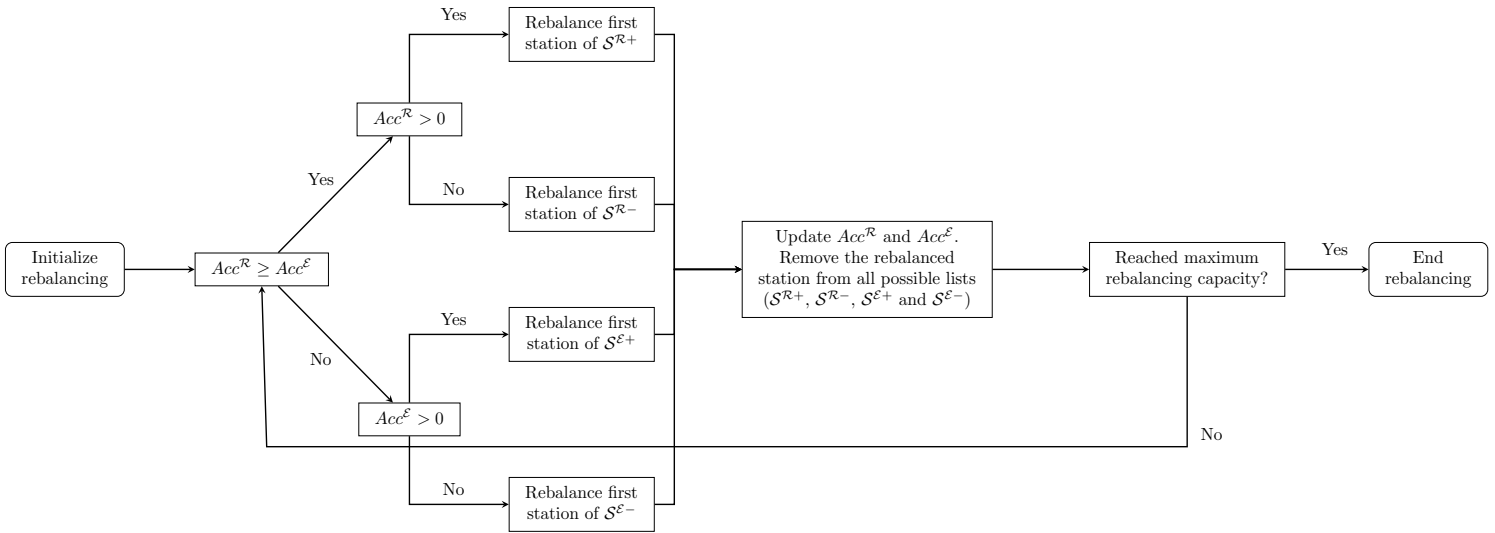 Initialize
rebalancing
Acc^ℛ ≥ Acc^ℰ
Yes
No
Acc^ℛ > 0
Yes
No
Acc^ℰ > 0
Yes
No
Rebalance first
station of 𝒮^ℛ+
Rebalance first
station of 𝒮^ℛ−
Rebalance first
station of 𝒮^ℰ+
Rebalance first
station of 𝒮^ℰ−
Update Acc^ℛ and Acc^ℰ.
Remove the rebalanced
station from all possible lists
(𝒮^ℛ+, 𝒮^ℛ−, 𝒮^ℰ+ and 𝒮^ℰ−)
Reached maximum
rebalancing capacity?
Yes
No
End
rebalancing